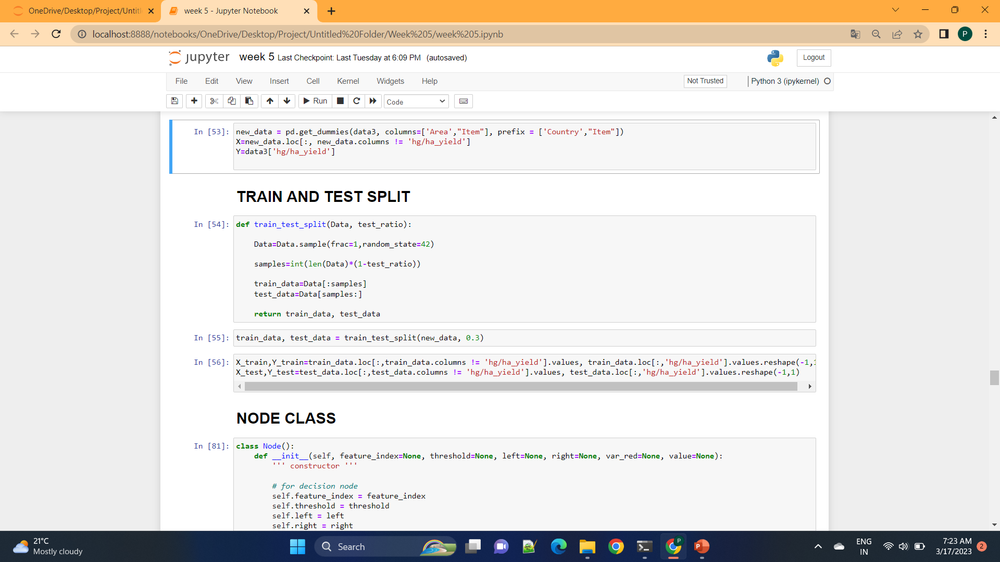 OneDrive/Desktop/Project/Untitl
week 5 - Jupyter Notebook
localhost:8888/notebooks/OneDrive/Desktop/Project/Untitled%20Folder/Week%205/week%205.ipynb
P
jupyter week 5 Last Checkpoint: Last Tuesday at 6:09 PM (autosaved)
Logout
File Edit View Insert Cell Kernel Widgets Help
Not Trusted
Python 3 (ipykernel)
Run
Code
In [53]: new_data = pd.get_dummies(data3, columns=['Area',"Item"], prefix = ['Country',"Item"])
X=new_data.loc[:, new_data.columns != 'hg/ha_yield']
Y=data3['hg/ha_yield']
TRAIN AND TEST SPLIT
In [54]: def train_test_split(Data, test_ratio):
Data=Data.sample(frac=1,random_state=42)
samples=int(len(Data)*(1-test_ratio))
train_data=Data[:samples]
test_data=Data[samples:]
return train_data, test_data
In [55]: train_data, test_data = train_test_split(new_data, 0.3)
In [56]: X_train,Y_train=train_data.loc[:,train_data.columns != 'hg/ha_yield'].values, train_data.loc[:,'hg/ha_yield'].values.reshape(-1,1
X_test,Y_test=test_data.loc[:,test_data.columns != 'hg/ha_yield'].values, test_data.loc[:,'hg/ha_yield'].values.reshape(-1,1)
NODE CLASS
In [81]: class Node():
def __init__(self, feature_index=None, threshold=None, left=None, right=None, var_red=None, value=None):
''' constructor '''
# for decision node
self.feature_index = feature_index
self.threshold = threshold
self.left = left
self.right = right
21°C
Mostly cloudy
Search
P
P
ENG
IN
7:23 AM
3/17/2023
2